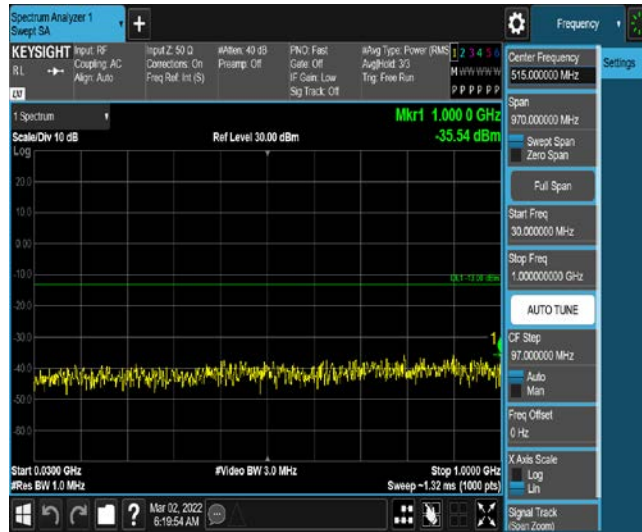 Spectrum Analyzer 1
Swept SA
+
Frequency
KEYSIGHT
RL
LXI
Input: RF
Coupling: AC
Align: Auto
Input Z: 50 Ω
Corrections: On
Freq Ref: Int (S)
#Atten: 40 dB
Preamp: Off
PNO: Fast
Gate: Off
IF Gain: Low
Sig Track: Off
#Avg Type: Power (RMS
Avg|Hold: 3/3
Trig: Free Run
1 2 3 4 5 6
M W W W W W
P P P P P P
Center Frequency
515.000000 MHz
Settings
Span
970.000000 MHz
Swept Span
Zero Span
Full Span
Start Freq
30.000000 MHz
Stop Freq
1.000000000 GHz
AUTO TUNE
CF Step
97.000000 MHz
Auto
Man
Freq Offset
0 Hz
X Axis Scale
Log
Lin
Signal Track
(Span Zoom)
1 Spectrum
Scale/Div 10 dB
Log
Ref Level 30.00 dBm
Mkr1 1.000 0 GHz
-35.54 dBm
20.0
10.0
0.00
-10.0
DL1 -13.00 dBm
-20.0
-30.0
1
-40.0
-50.0
-60.0
Start 0.0300 GHz
#Res BW 1.0 MHz
#Video BW 3.0 MHz
Stop 1.0000 GHz
Sweep ~1.32 ms (1000 pts)
?
Mar 02, 2022
6:19:54 AM